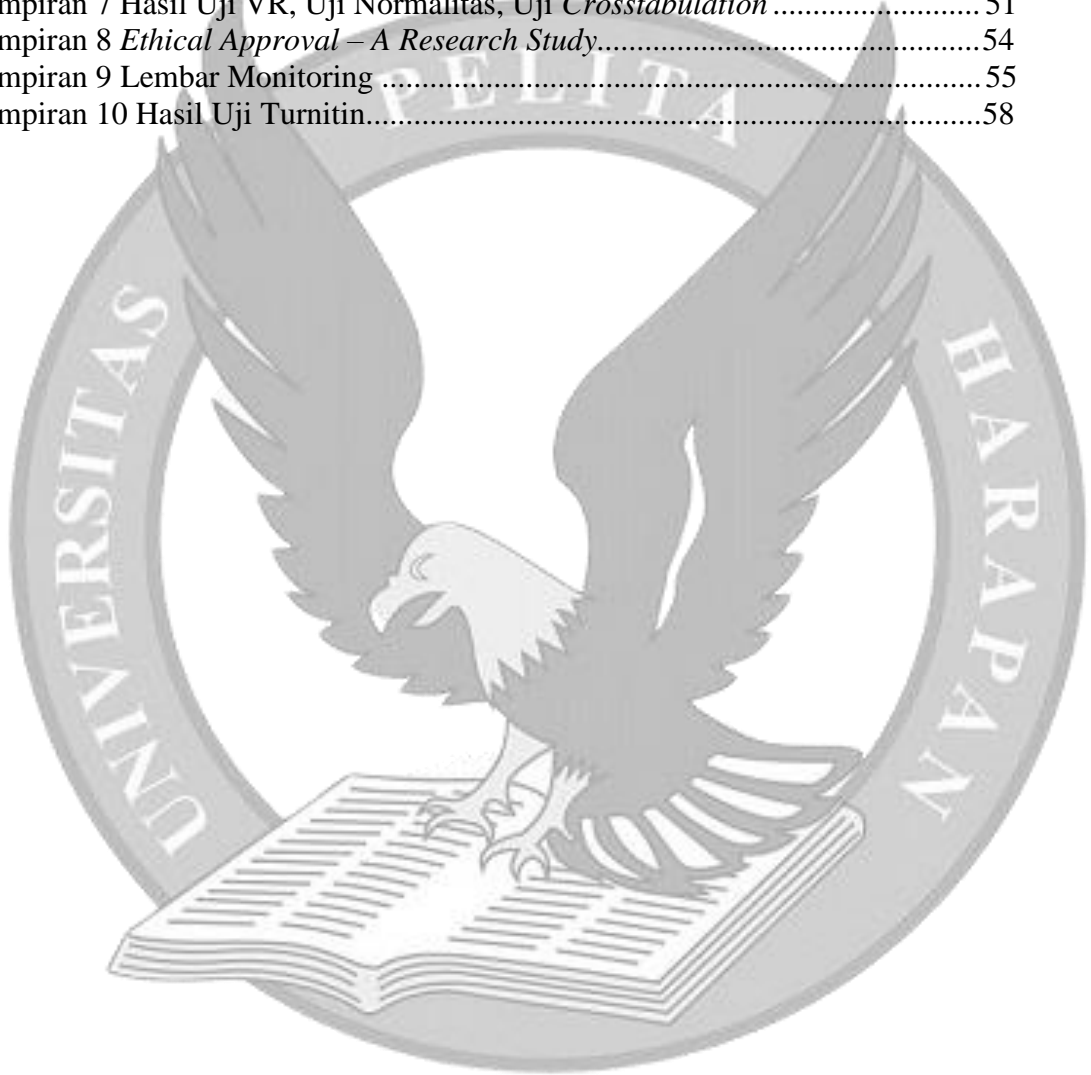 mpiran 7 Hasil Uji VR, Uji Normalitas, Uji Crosstabulation ........................... 51
mpiran 8 Ethical Approval – A Research Study.................................................54
mpiran 9 Lembar Monitoring ............................................................................ 55
mpiran 10 Hasil Uji Turnitin.............................................................................58
UNIVERSITAS PELITA HARAPAN